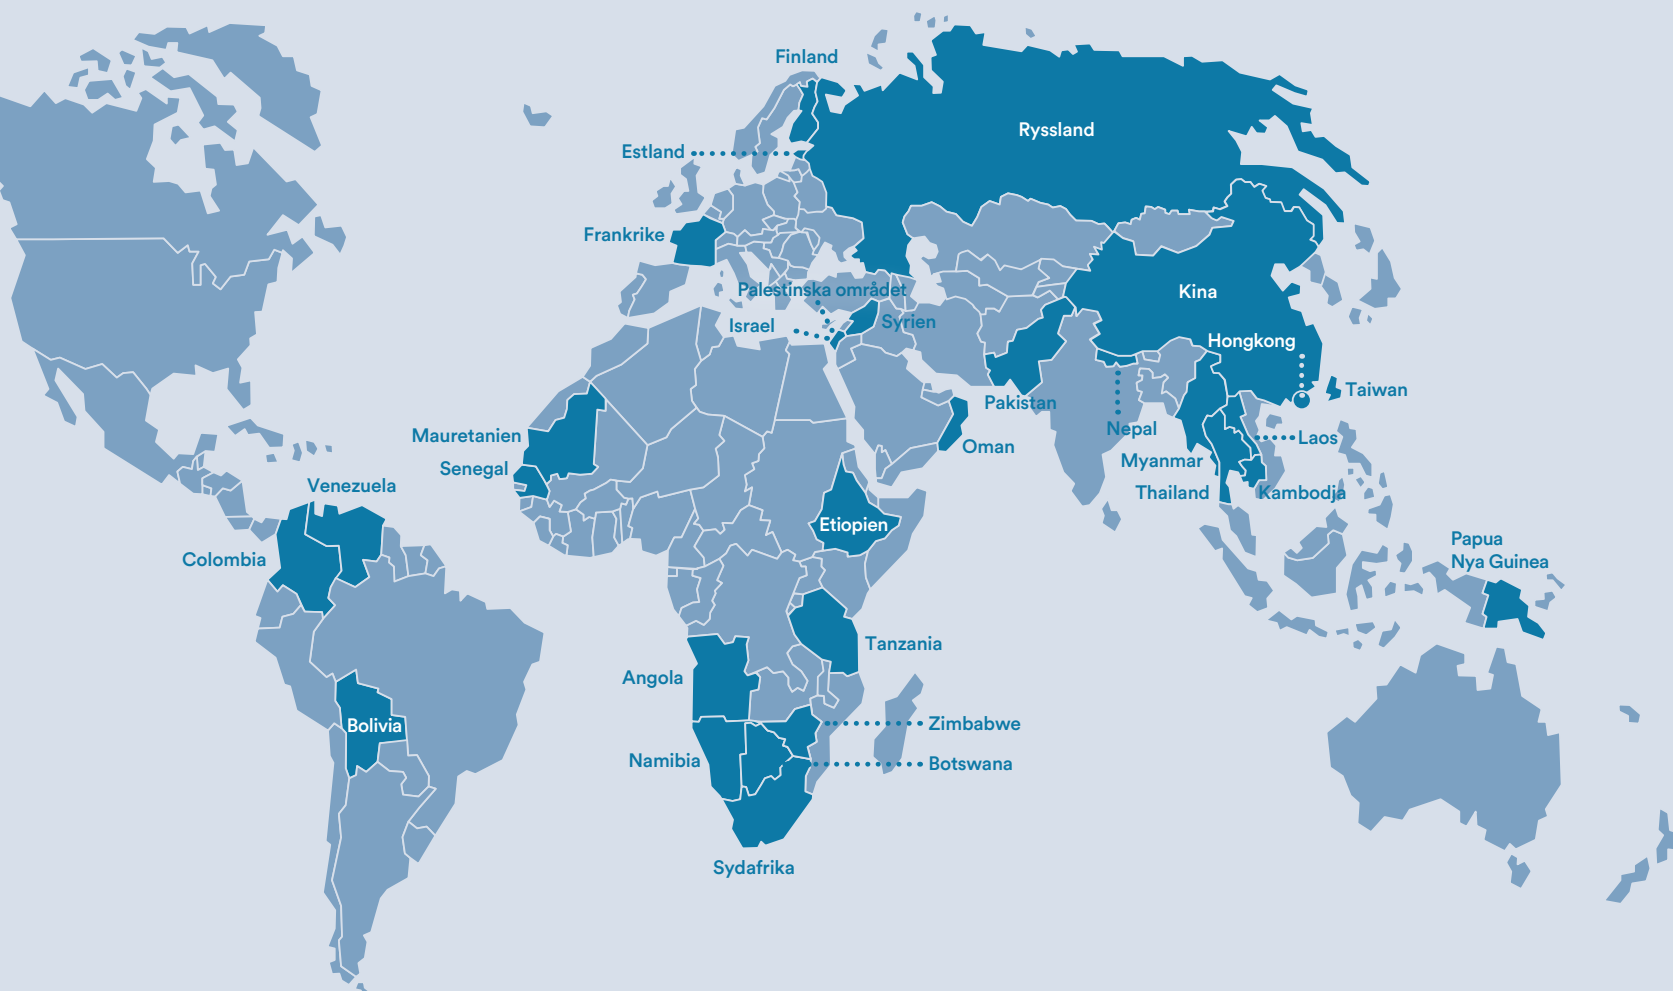 Finland
Ryssland
Estland
Frankrike
Palestinska området
Kina
Israel
Syrien
Hongkong
Taiwan
Pakistan
Nepal
Mauretanien
Laos
Oman
Senegal
Myanmar
Venezuela
Thailand
Kambodja
Etiopien
Papua
Nya Guinea
Colombia
Tanzania
Angola
Bolivia
Zimbabwe
Namibia
Botswana
Sydafrika